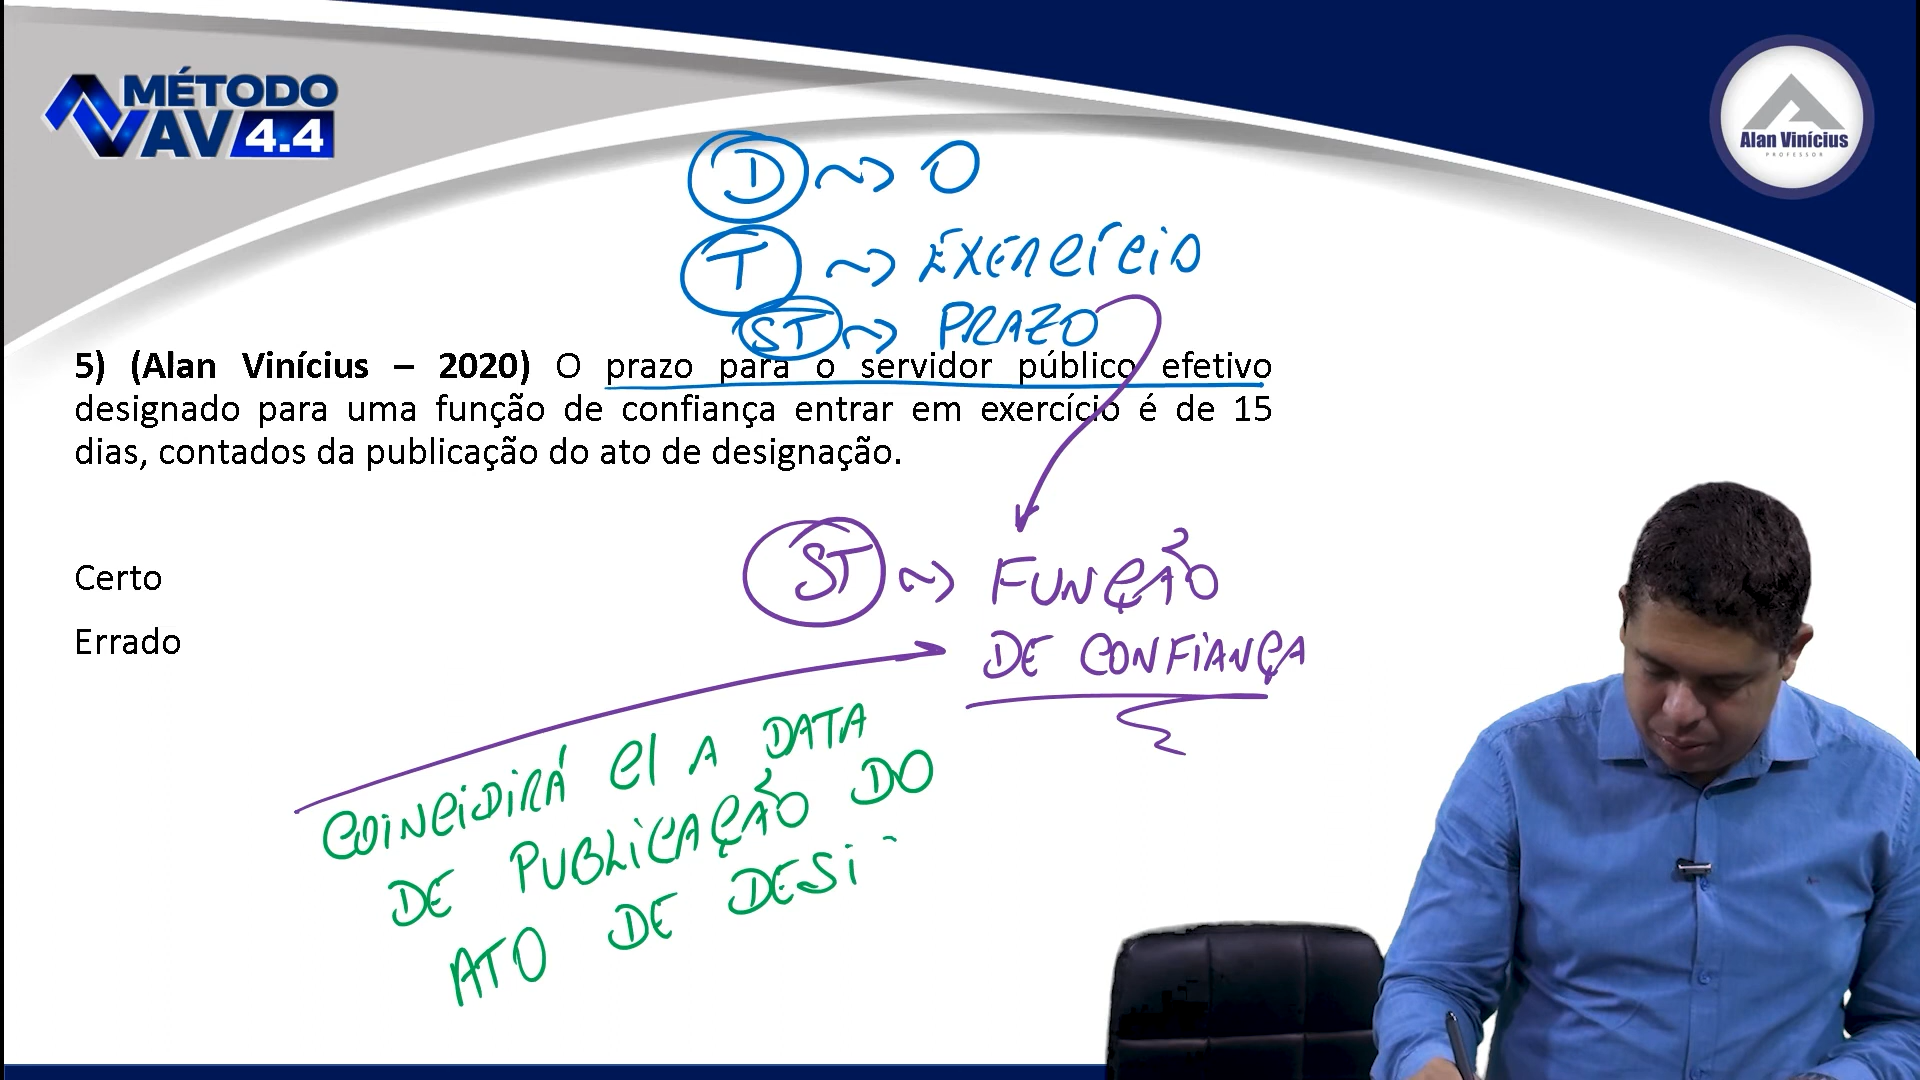 MÉTODO
AV 4.4
Alan Vinícius
PROFESSOR
D ~> O
T ~> EXERCÍCIO
ST ~> PRAZO
5) (Alan Vinícius – 2020) O prazo para o servidor público efetivo
designado para uma função de confiança entrar em exercício é de 15
dias, contados da publicação do ato de designação.
Certo
Errado
ST ~> FUNÇÃO
DE CONFIANÇA
COINCIDIRÁ C/ A DATA
DE PUBLICAÇÃO DO
ATO DE DESI